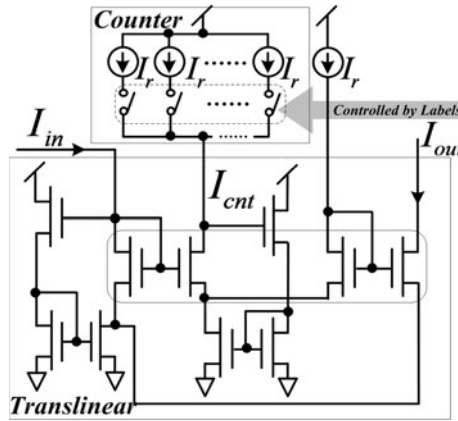 Counter
I_r I_r I_r I_r
Controlled by Labels
I_in I_out
I_cnt
Translinear